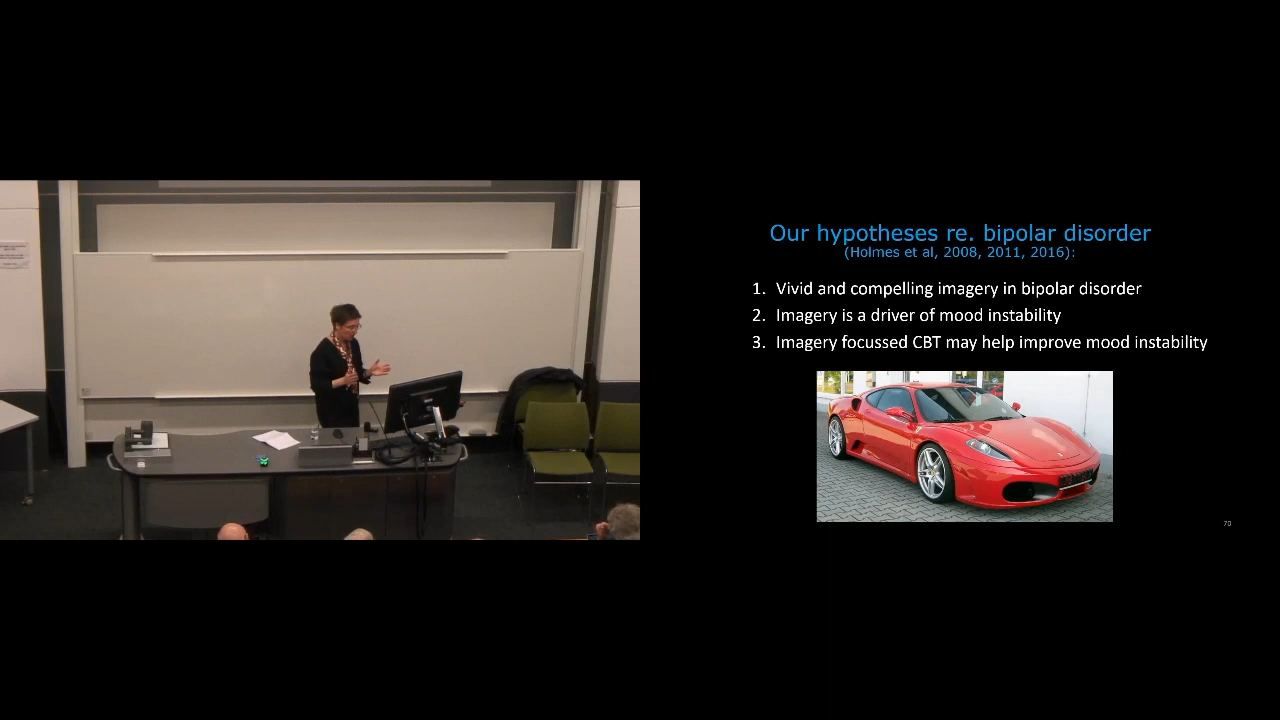 Our hypotheses re. bipolar disorder
(Holmes et al, 2008, 2011, 2016):
1. Vivid and compelling imagery in bipolar disorder
2. Imagery is a driver of mood instability
3. Imagery focussed CBT may help improve mood instability
70